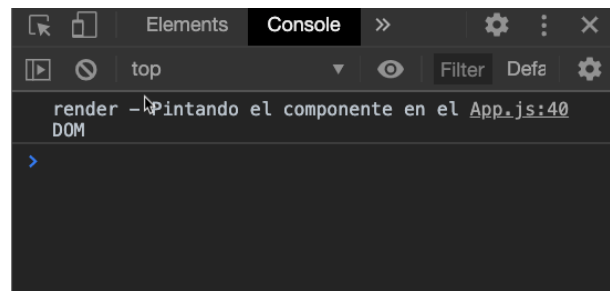 Elements Console »
top Filter Defa
render – Pintando el componente en el App.js:40
DOM
>